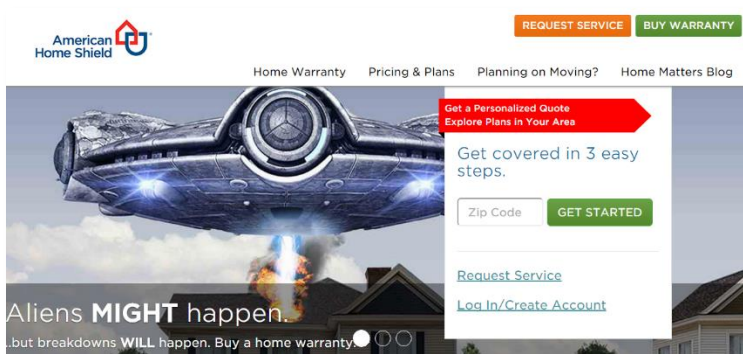 American
Home Shield
REQUEST SERVICE
BUY WARRANTY
Home Warranty
Pricing & Plans
Planning on Moving?
Home Matters Blog
Get a Personalized Quote
Explore Plans in Your Area
Get covered in 3 easy
steps.
Zip Code
GET STARTED
Request Service
Log In/Create Account
Aliens MIGHT happen.
...but breakdowns WILL happen. Buy a home warranty.